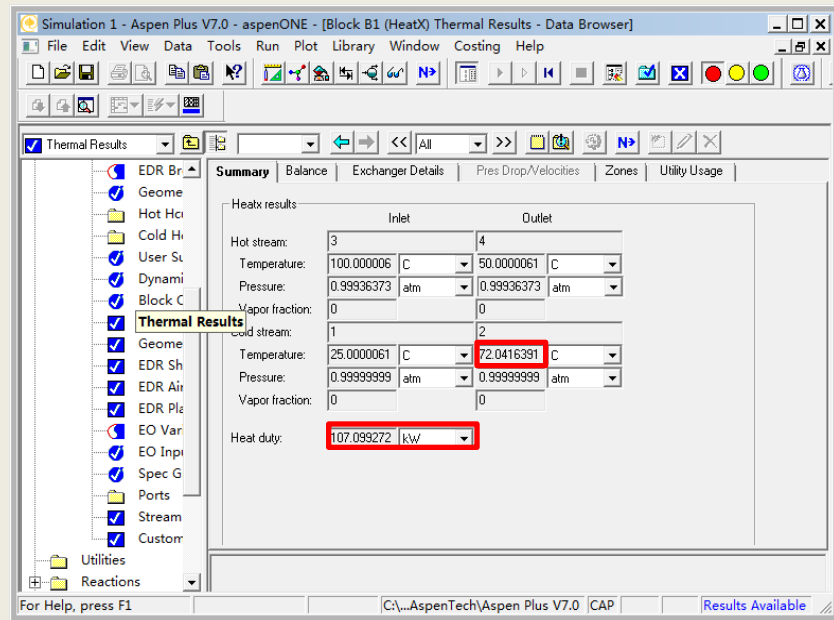 Simulation 1 - Aspen Plus V7.0 - aspenONE - [Block B1 (HeatX) Thermal Results - Data Browser]
File Edit View Data Tools Run Plot Library Window Costing Help
N>
Thermal Results
<< All >> N>
EDR Br
Geome
Hot Hcu
Cold H
User Su
Dynami
Block O
Thermal Results
Geome
EDR Sh
EDR Air
EDR Pla
EO Vari
EO Inpu
Spec G
Ports
Stream
Custom
Utilities
Reactions
Summary Balance Exchanger Details Pres Drop/Velocities Zones Utility Usage
Heatx results
Inlet Outlet
Hot stream: 3 4
Temperature: 100.000006 C 50.0000061 C
Pressure: 0.99936373 atm 0.99936373 atm
Vapor fraction: 0 0
stream: 1 2
Temperature: 25.0000061 C 72.0416391 C
Pressure: 0.99999999 atm 0.99999999 atm
Vapor fraction: 0 0
Heat duty: 107.099272 kW
For Help, press F1 C:\...AspenTech\Aspen Plus V7.0 CAP Results Available